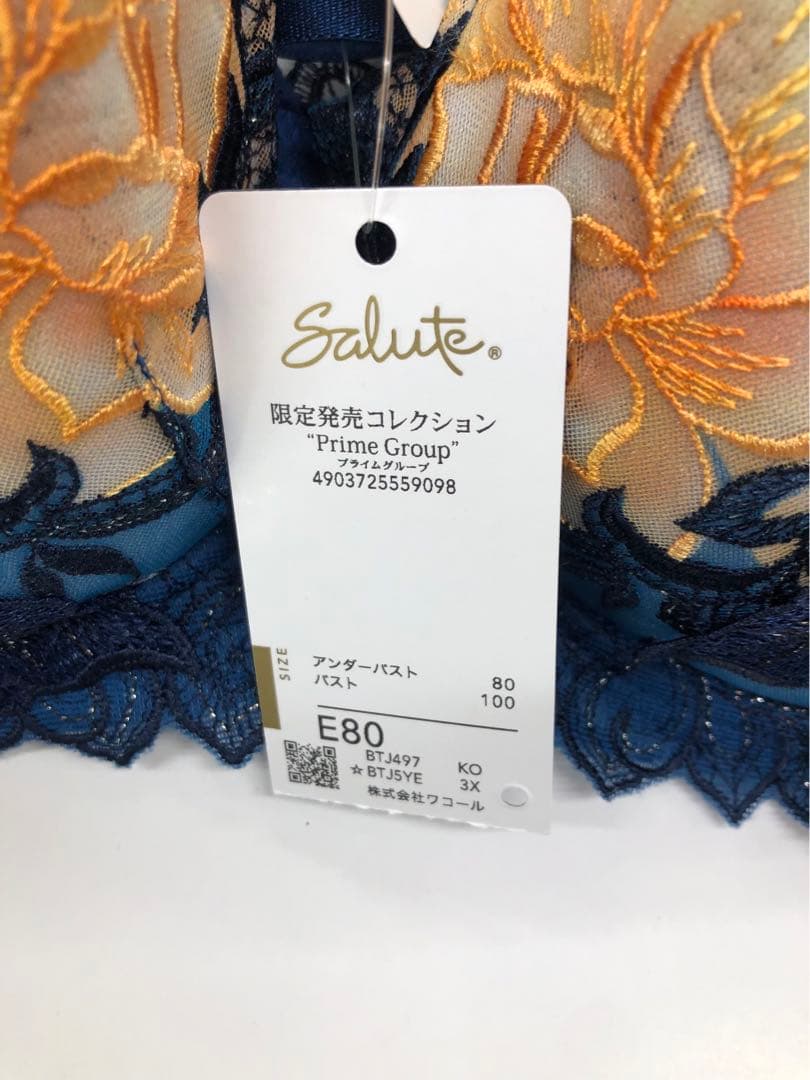 Salute®
限定発売コレクション
“Prime Group”
プライムグループ
4903725559098
SIZE
アンダーバスト 80
バスト 100
E80
BTJ497 KO
☆BTJ5YE 3X
株式会社ワコール